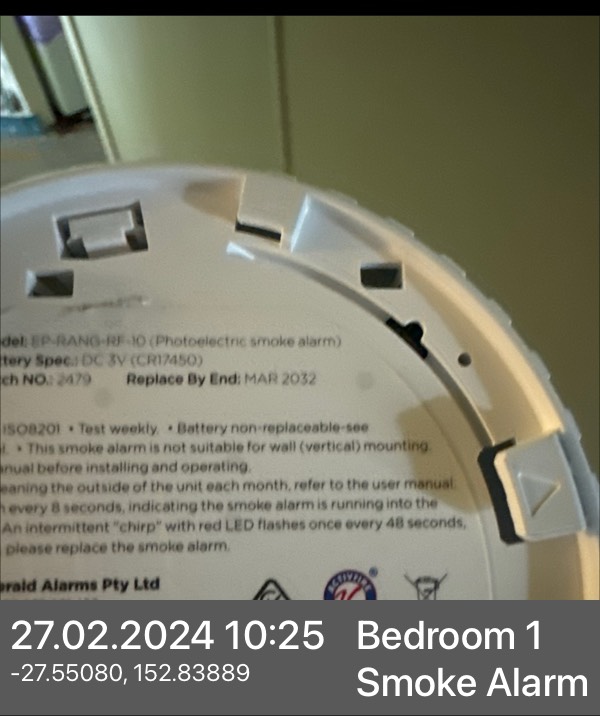 del: EP-RANG-RF-10 (Photoelectric smoke alarm)
ttery Spec.: DC 3V (CR17450)
ch NO.: 2479 Replace By End: MAR 2032
ISO8201 • Test weekly. • Battery non-replaceable-see
l. • This smoke alarm is not suitable for wall (vertical) mounting.
anual before installing and operating.
eaning the outside of the unit each month, refer to the user manual
every 8 seconds, indicating the smoke alarm is running into the
An intermittent "chirp" with red LED flashes once every 48 seconds,
please replace the smoke alarm.
erald Alarms Pty Ltd
ACTIVFIRE
27.02.2024 10:25
-27.55080, 152.83889
Bedroom 1
Smoke Alarm